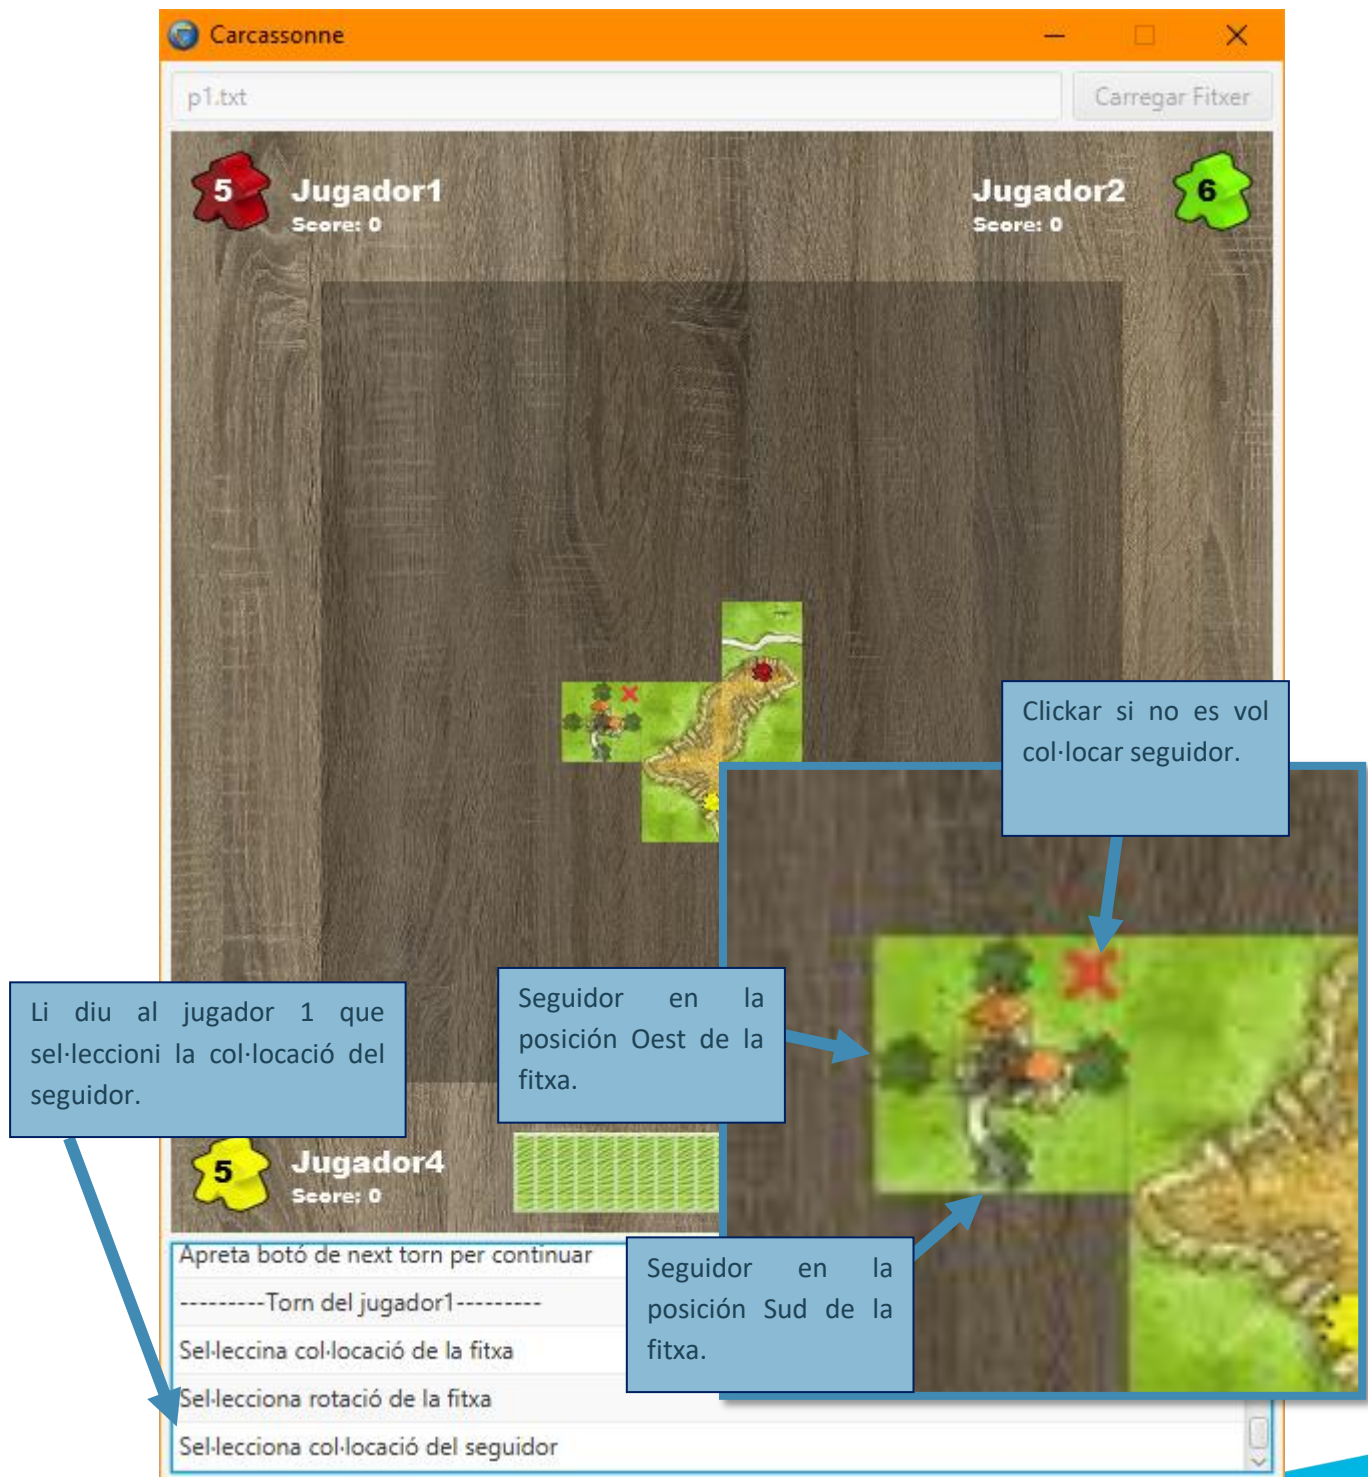 Carcassonne
p1.txt
Carregar Fitxer
5
Jugador1
Score: 0
Jugador2
Score: 0
6
Clickar si no es vol
col·locar seguidor.
Li diu al jugador 1 que
sel·leccioni la col·locació del
seguidor.
Seguidor en la
posición Oest de la
fitxa.
5
Jugador4
Score: 0
Seguidor en la
posición Sud de la
fitxa.
Apreta botó de next torn per continuar
---------Torn del jugador1---------
Sel·leccina col·locació de la fitxa
Sel·lecciona rotació de la fitxa
Sel·lecciona col·locació del seguidor